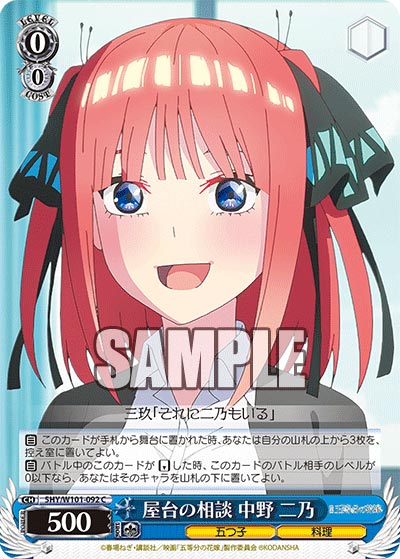 LEVEL
0
0
COST
SAMPLE
三玖「それに二乃もいる」
【自】 このカードが手札から舞台に置かれた時、あなたは自分の山札の上から3枚を、
控え室に置いてよい。
【自】 バトル中のこのカードが【リバース】した時、このカードのバトル相手のレベルが
0以下なら、あなたはそのキャラを山札の下に置いてよい。
CH 5HY/W101-092 C
500
屋台の相談 中野 二乃
五つ子
料理
©春場ねぎ・講談社／映画「五等分の花嫁」製作委員会 ®KODANSHA